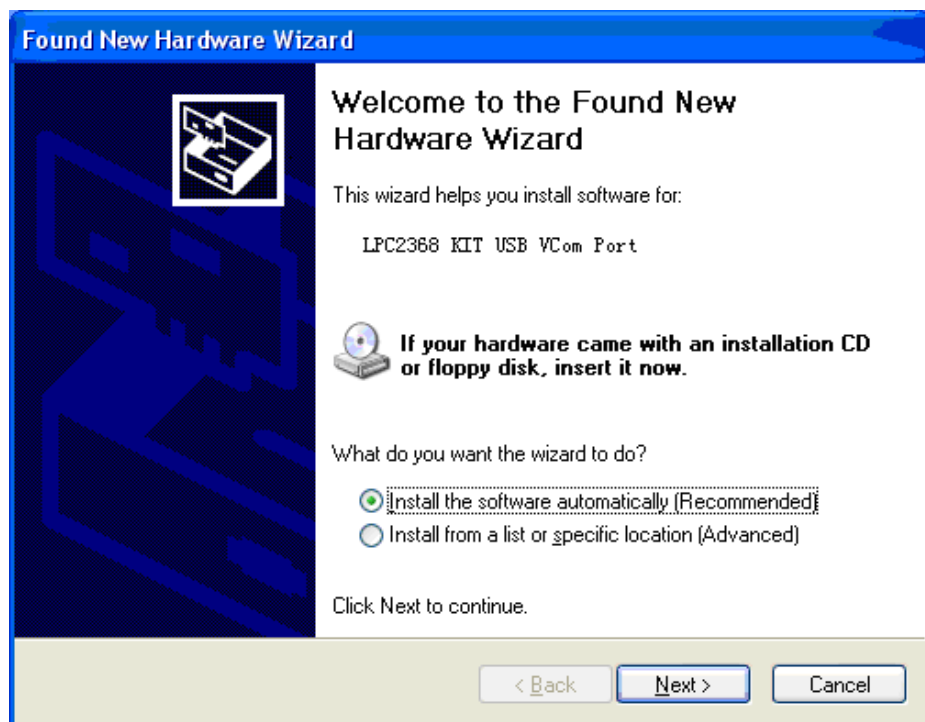 Found New Hardware Wizard
Welcome to the Found New
Hardware Wizard
This wizard helps you install software for:
LPC2368 KIT USB VCom Port
If your hardware came with an installation CD
or floppy disk, insert it now.
What do you want the wizard to do?
Install the software automatically (Recommended)
Install from a list or specific location (Advanced)
Click Next to continue.
< Back
Next >
Cancel